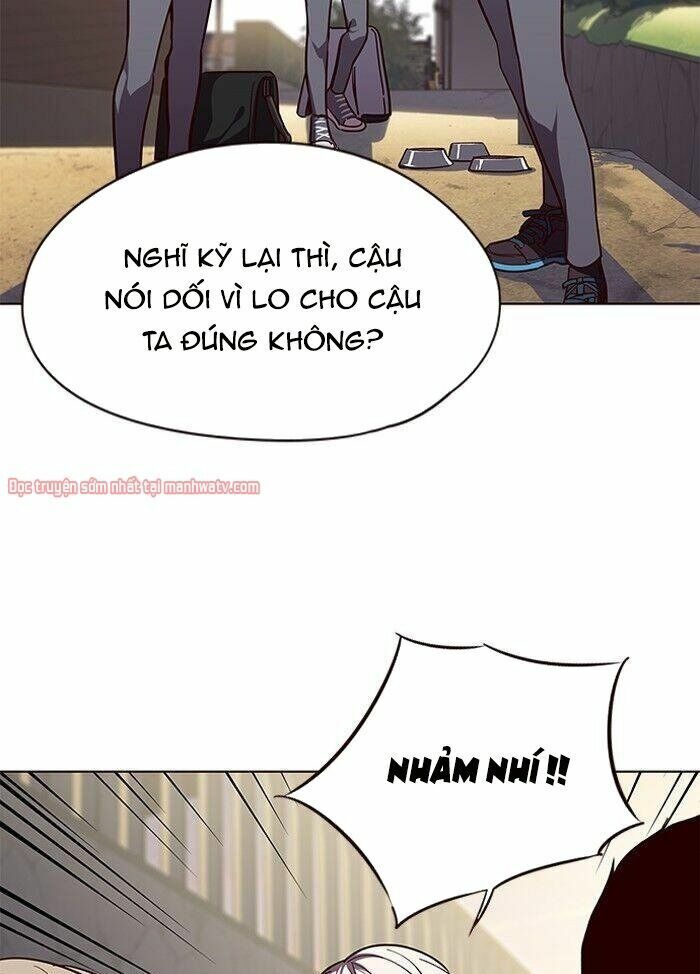 NGHĨ KỸ LẠI THÌ, CẬU
NÓI DỐI VÌ LO CHO CẬU
TA ĐÚNG KHÔNG?
Đọc truyện sớm nhất tại manhwatv.com
NHẢM NHÍ!!